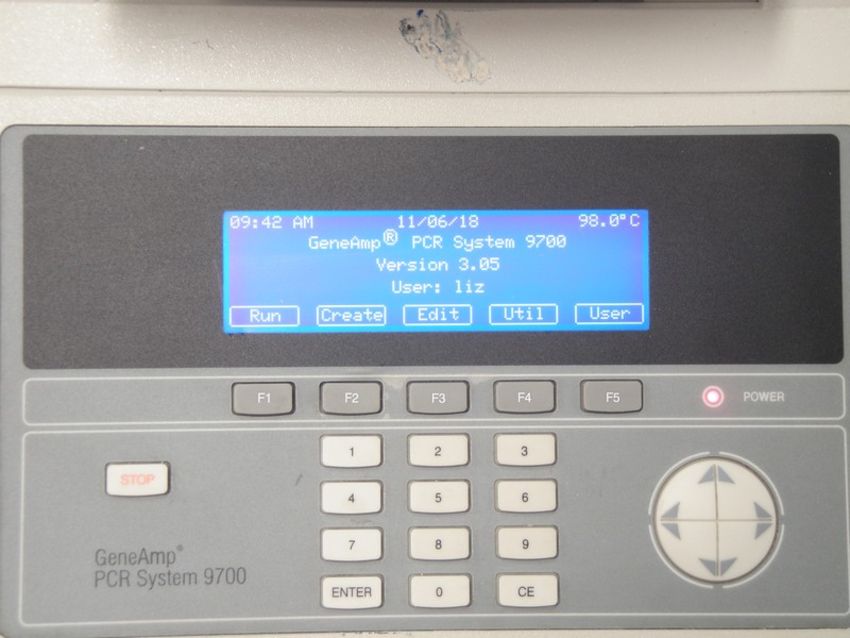 09:42 AM 11/06/18 98.0°C
GeneAmp® PCR System 9700
Version 3.05
User: liz
Run Create Edit Util User
F1 F2 F3 F4 F5 POWER
1 2 3
STOP
4 5 6
7 8 9
GeneAmp®
PCR System 9700
ENTER 0 CE